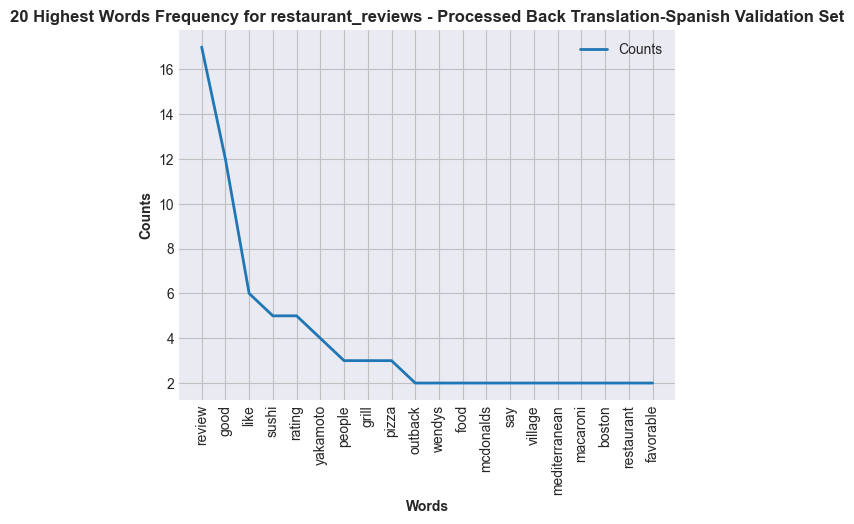 20 Highest Words Frequency for restaurant_reviews - Processed Back Translation-Spanish Validation Set
Counts
16
14
12
10
8
6
4
2
Counts
review
good
like
sushi
rating
yakamoto
people
grill
pizza
outback
wendys
food
mcdonalds
say
village
mediterranean
macaroni
boston
restaurant
favorable
Words